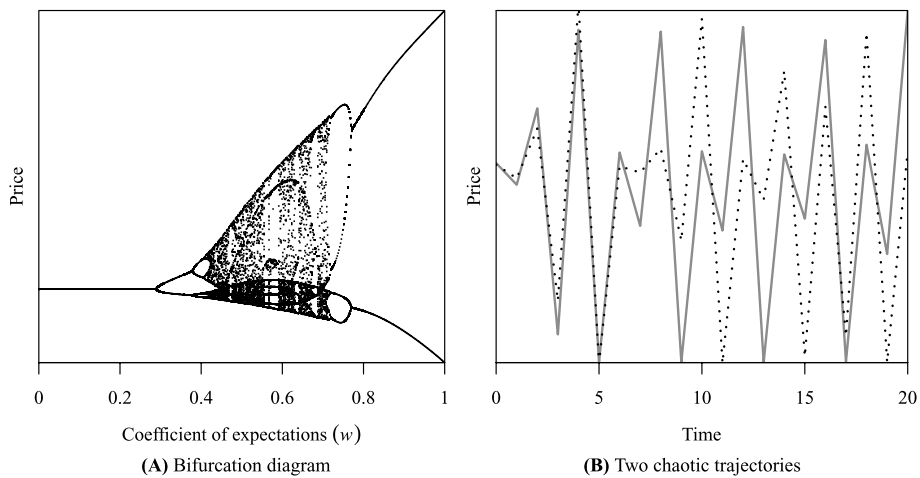 Price
0 0.2 0.4 0.6 0.8 1
Coefficient of expectations (w)
(A) Bifurcation diagram
Price
0 5 10 15 20
Time
(B) Two chaotic trajectories